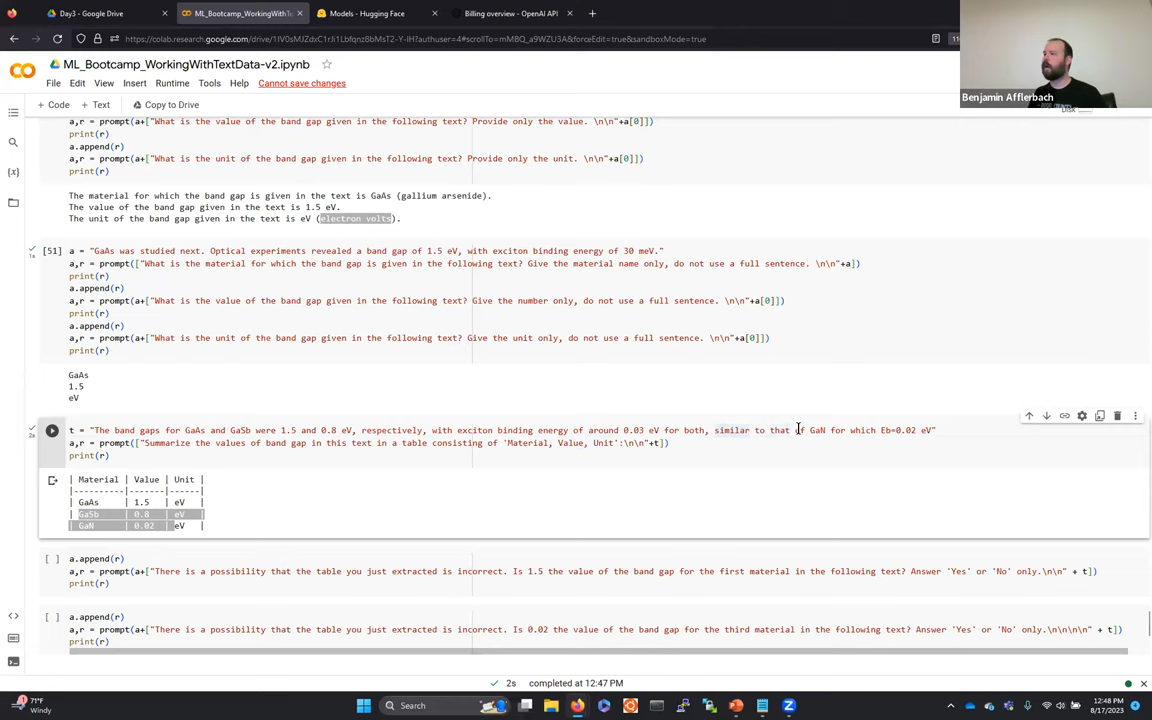 Day3 - Google Drive
ML_Bootcamp_WorkingWithTextD
Models - Hugging Face
Billing overview - OpenAI API
https://colab.research.google.com/drive/1IV0sMJZdxC1rJi1Lbfqnz8bMsT2-Y-IH?authuser=4#scrollTo=mMBQ_a9WZU3A&forceEdit=true&sandboxMode=true
Benjamin Afflerbach
Disk
ML_Bootcamp_WorkingWithTextData-v2.ipynb
File Edit View Insert Runtime Tools Help Cannot save changes
+ Code + Text Copy to Drive
a,r = prompt(a+["What is the value of the band gap given in the following text? Provide only the value. \n\n"+a[0]])
print(r)
a.append(r)
a,r = prompt(a+["What is the unit of the band gap given in the following text? Provide only the unit. \n\n"+a[0]])
print(r)
The material for which the band gap is given in the text is GaAs (gallium arsenide).
The value of the band gap given in the text is 1.5 eV.
The unit of the band gap given in the text is eV (electron volts).
[51] a = "GaAs was studied next. Optical experiments revealed a band gap of 1.5 eV, with exciton binding energy of 30 meV."
1s
a,r = prompt(["What is the material for which the band gap is given in the following text? Give the material name only, do not use a full sentence. \n\n"+a])
print(r)
a.append(r)
a,r = prompt(a+["What is the value of the band gap given in the following text? Give the number only, do not use a full sentence. \n\n"+a[0]])
print(r)
a.append(r)
a,r = prompt(a+["What is the unit of the band gap given in the following text? Give the unit only, do not use a full sentence. \n\n"+a[0]])
print(r)
GaAs
1.5
eV
t = "The band gaps for GaAs and GaSb were 1.5 and 0.8 eV, respectively, with exciton binding energy of around 0.03 eV for both, similar to that of GaN for which Eb=0.02 eV"
2s
a,r = prompt(["Summarize the values of band gap in this text in a table consisting of 'Material, Value, Unit':\n\n"+t])
print(r)
| Material | Value | Unit |
|----------|-------|------|
| GaAs | 1.5 | eV |
| GaSb | 0.8 | eV |
| GaN | 0.02 | eV |
[ ] a.append(r)
a,r = prompt(a+["There is a possibility that the table you just extracted is incorrect. Is 1.5 the value of the band gap for the first material in the following text? Answer 'Yes' or 'No' only.\n\n" + t])
print(r)
[ ] a.append(r)
a,r = prompt(a+["There is a possibility that the table you just extracted is incorrect. Is 0.02 the value of the band gap for the third material in the following text? Answer 'Yes' or 'No' only.\n\n\n\n" + t])
print(r)
2s completed at 12:47 PM
71°F
Windy
Search
12:48 PM
8/17/2023